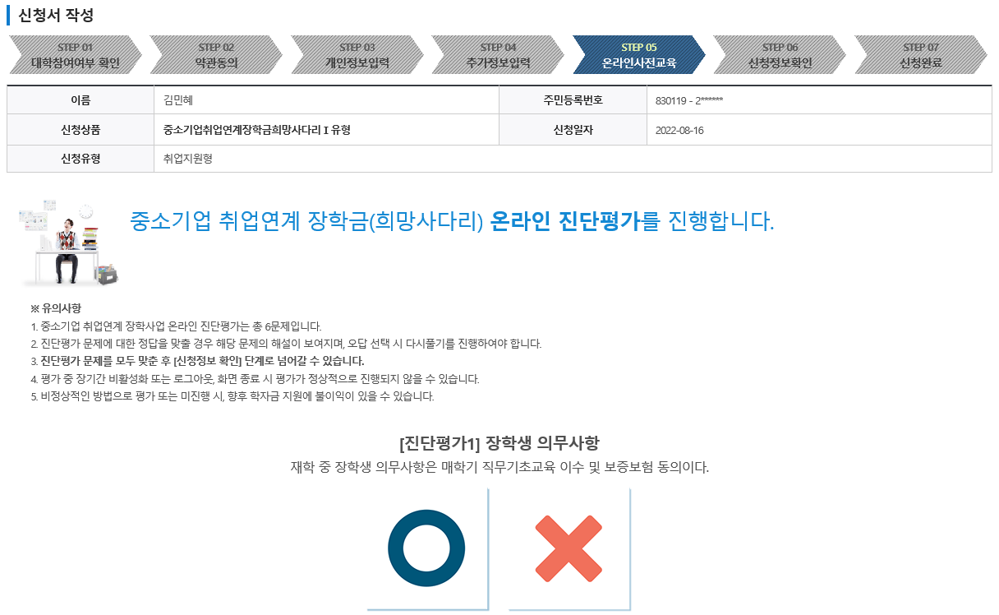 신청서 작성
STEP 01
대학참여여부 확인
STEP 02
약관동의
STEP 03
개인정보입력
STEP 04
추가정보입력
STEP 05
온라인사전교육
STEP 06
신청정보확인
STEP 07
신청완료
이름 김민혜 주민등록번호 830119 - 2******
신청상품 중소기업취업연계장학금희망사다리 I 유형 신청일자 2022-08-16
신청유형 취업지원형
중소기업 취업연계 장학금(희망사다리) 온라인 진단평가를 진행합니다.
※ 유의사항
1. 중소기업 취업연계 장학사업 온라인 진단평가는 총 6문제입니다.
2. 진단평가 문제에 대한 정답을 맞출 경우 해당 문제의 해설이 보여지며, 오답 선택 시 다시풀기를 진행하여야 합니다.
3. 진단평가 문제를 모두 맞춘 후 [신청정보 확인] 단계로 넘어갈 수 있습니다.
4. 평가 중 장기간 비활성화 또는 로그아웃, 화면 종료 시 평가가 정상적으로 진행되지 않을 수 있습니다.
5. 비정상적인 방법으로 평가 또는 미진행 시, 향후 학자금 지원에 불이익이 있을 수 있습니다.
[진단평가1] 장학생 의무사항
재학 중 장학생 의무사항은 매학기 직무기초교육 이수 및 보증보험 동의이다.